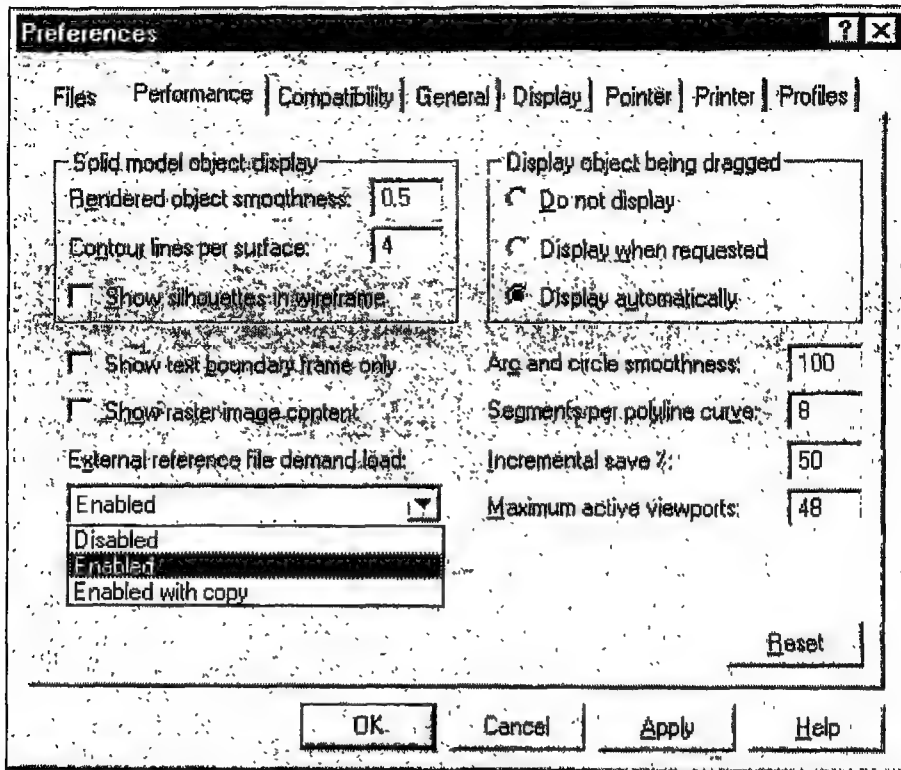 Preferences
Files Performance Compatibility General Display Pointer Printer Profiles
Solid model object display
Rendered object smoothness: 0.5
Contour lines per surface: 4
Show silhouettes in wireframe
Display object being dragged
Do not display
Display when requested
Display automatically
Show text boundary frame only
Show raster image content
External reference file demand load:
Enabled
Disabled
Enabled
Enabled with copy
Arc and circle smoothness: 100
Segments per polyline curve: 8
Incremental save %: 50
Maximum active viewports: 48
Reset
OK Cancel Apply Help